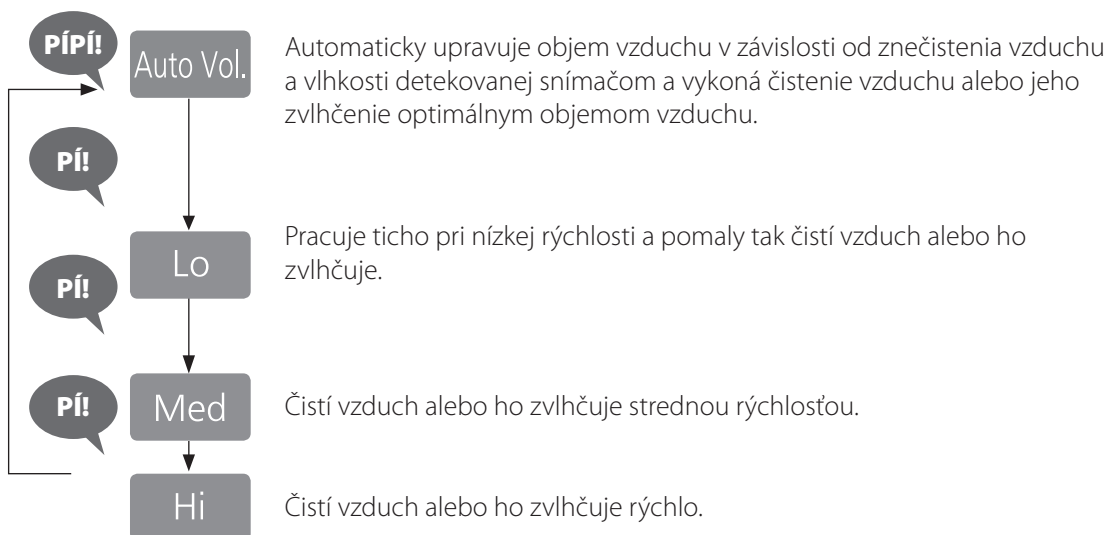 PÍPÍ!
Auto Vol.
Automaticky upravuje objem vzduchu v závislosti od znečistenia vzduchu
a vlhkosti detekovanej snímačom a vykoná čistenie vzduchu alebo jeho
zvlhčenie optimálnym objemom vzduchu.
PÍ!
Lo
Pracuje ticho pri nízkej rýchlosti a pomaly tak čistí vzduch alebo ho
zvlhčuje.
PÍ!
PÍ!
Med
Čistí vzduch alebo ho zvlhčuje strednou rýchlosťou.
Hi
Čistí vzduch alebo ho zvlhčuje rýchlo.